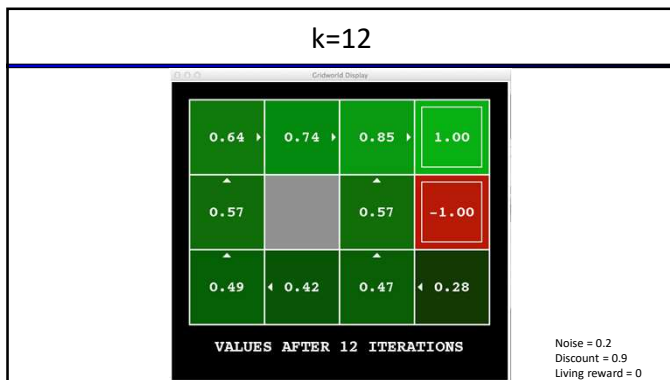 k=12
Gridworld Display
0.64 0.74 0.85 1.00
0.57 0.57 -1.00
0.49 0.42 0.47 0.28
VALUES AFTER 12 ITERATIONS
Noise = 0.2
Discount = 0.9
Living reward = 0